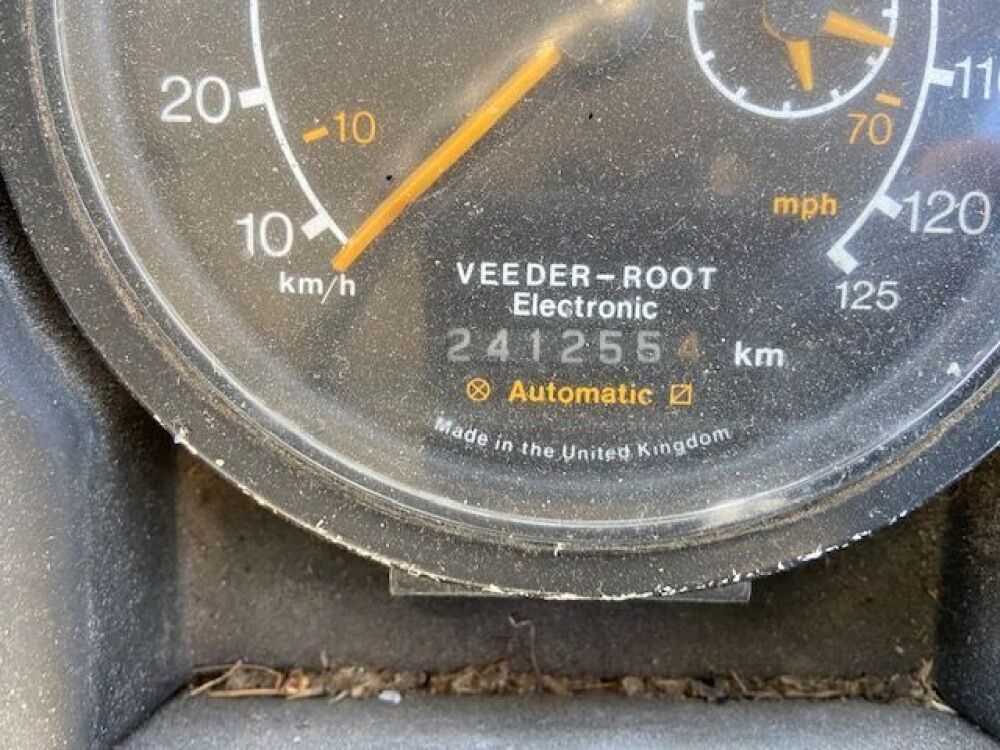 20
10
70
110
mph
10
120
km/h
125
VEEDER-ROOT
Electronic
2412554 km
Automatic
Made in the United Kingdom